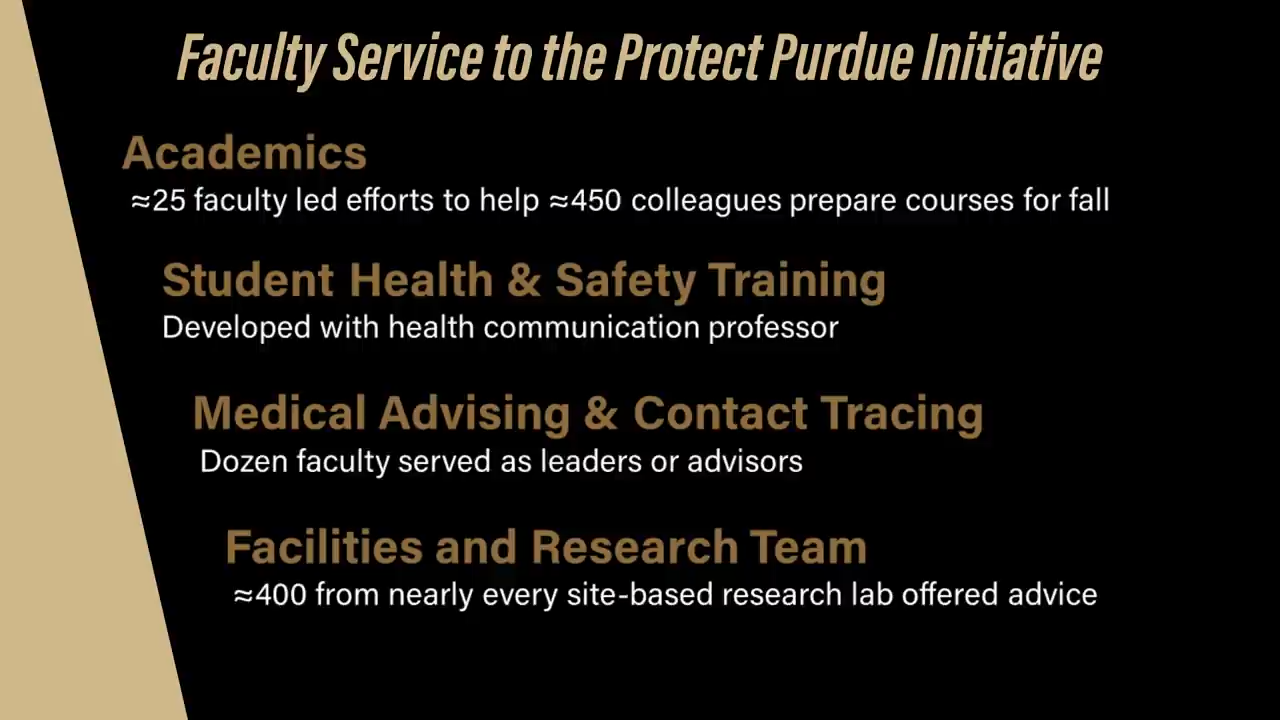 Faculty Service to the Protect Purdue Initiative
Academics
≈25 faculty led efforts to help ≈450 colleagues prepare courses for fall
Student Health & Safety Training
Developed with health communication professor
Medical Advising & Contact Tracing
Dozen faculty served as leaders or advisors
Facilities and Research Team
≈400 from nearly every site-based research lab offered advice